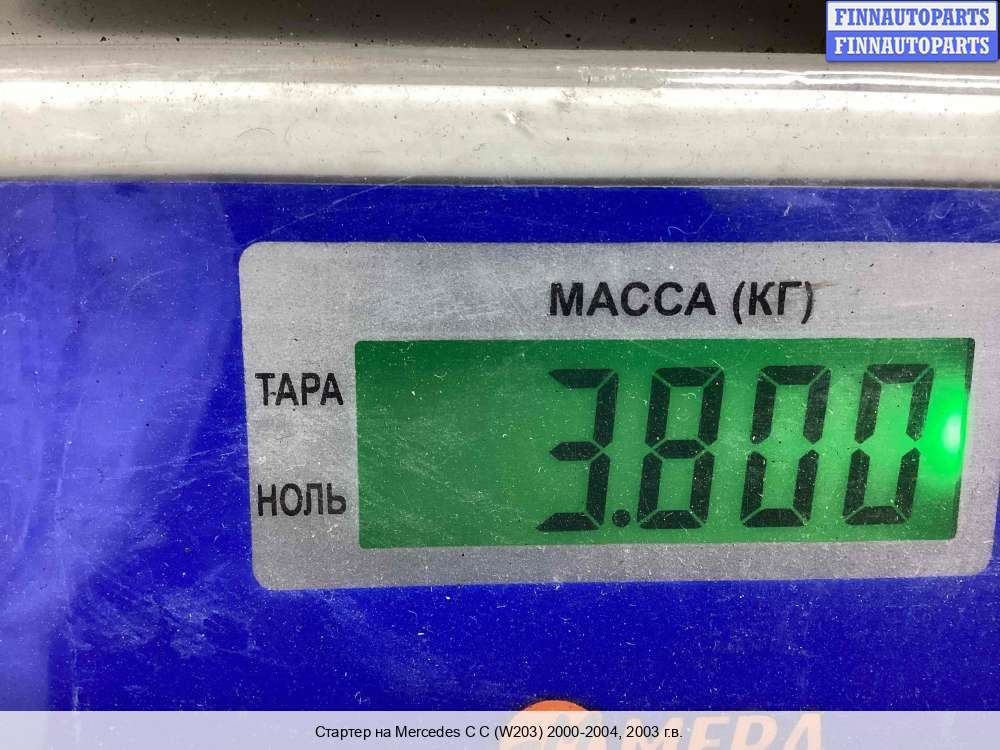 FINNAUTOPARTS
FINNAUTOPARTS
МАССА (КГ)
ТАРА
3.800
НОЛЬ
Стартер на Mercedes C C (W203) 2000-2004, 2003 г.в.